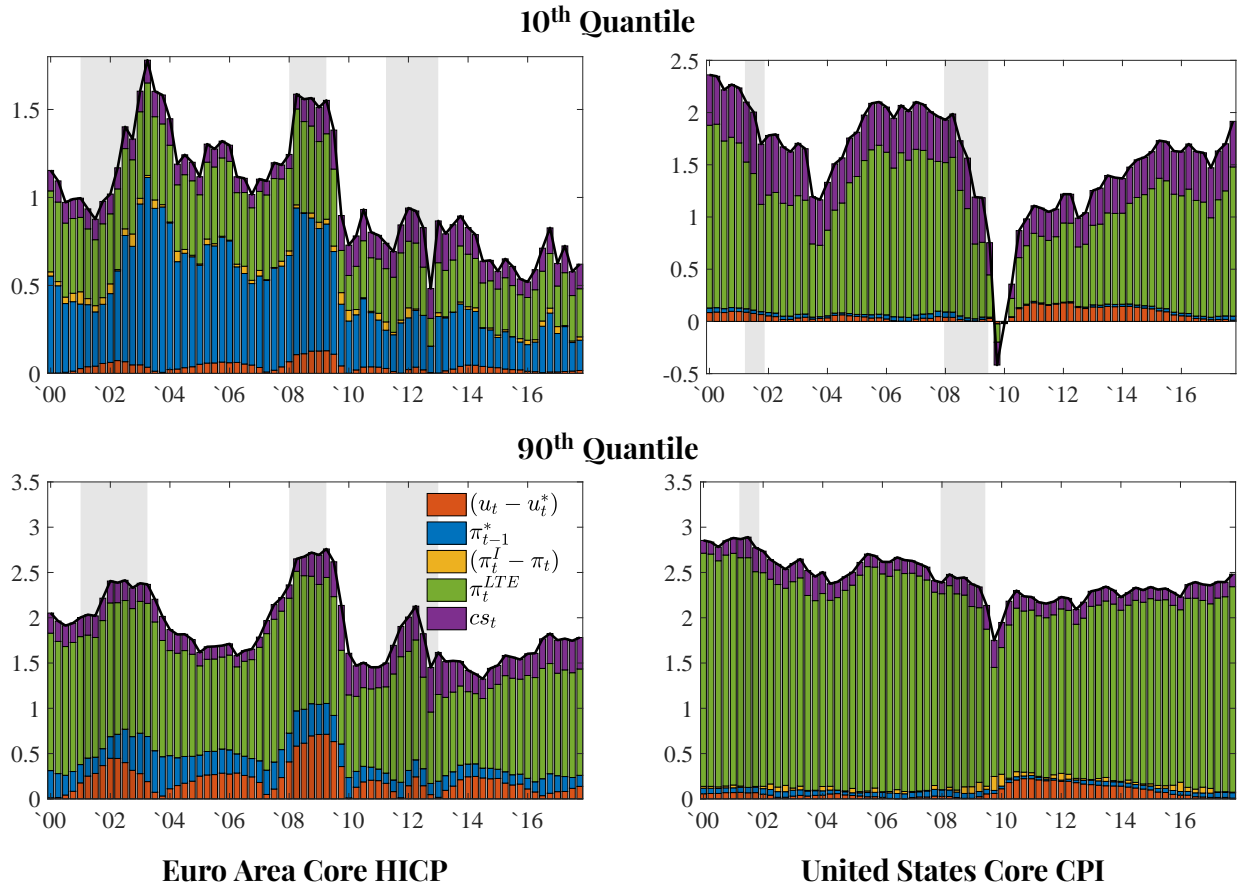 10th Quantile
1.5
1
0.5
0
`00 `02 `04 `06 `08 `10 `12 `14 `16
2.5
2
1.5
1
0.5
0
-0.5
`00 `02 `04 `06 `08 `10 `12 `14 `16
90th Quantile
3.5
3
2.5
2
1.5
1
0.5
0
`00 `02 `04 `06 `08 `10 `12 `14 `16
(u_t − u_t^*)
π_{t−1}^*
(π_t^I − π_t)
π_t^{LTE}
cs_t
3.5
3
2.5
2
1.5
1
0.5
0
`00 `02 `04 `06 `08 `10 `12 `14 `16
Euro Area Core HICP
United States Core CPI